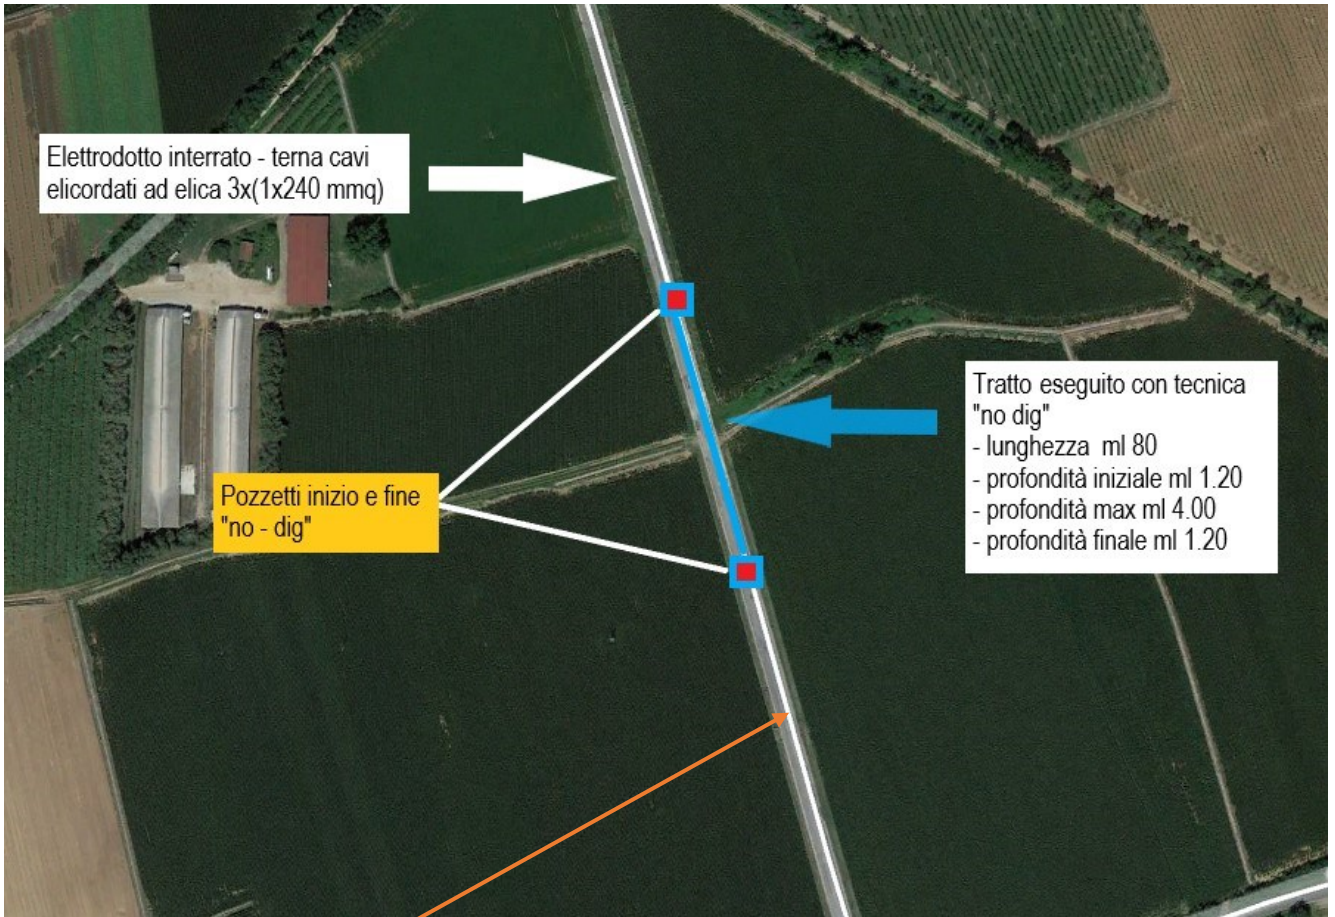 Elettrodotto interrato - terna cavi
elicordati ad elica 3x(1x240 mmq)
Tratto eseguito con tecnica
"no dig"
- lunghezza  ml 80
- profondità iniziale ml 1.20
- profondità max ml 4.00
- profondità finale ml 1.20
Pozzetti inizio e fine
"no - dig"